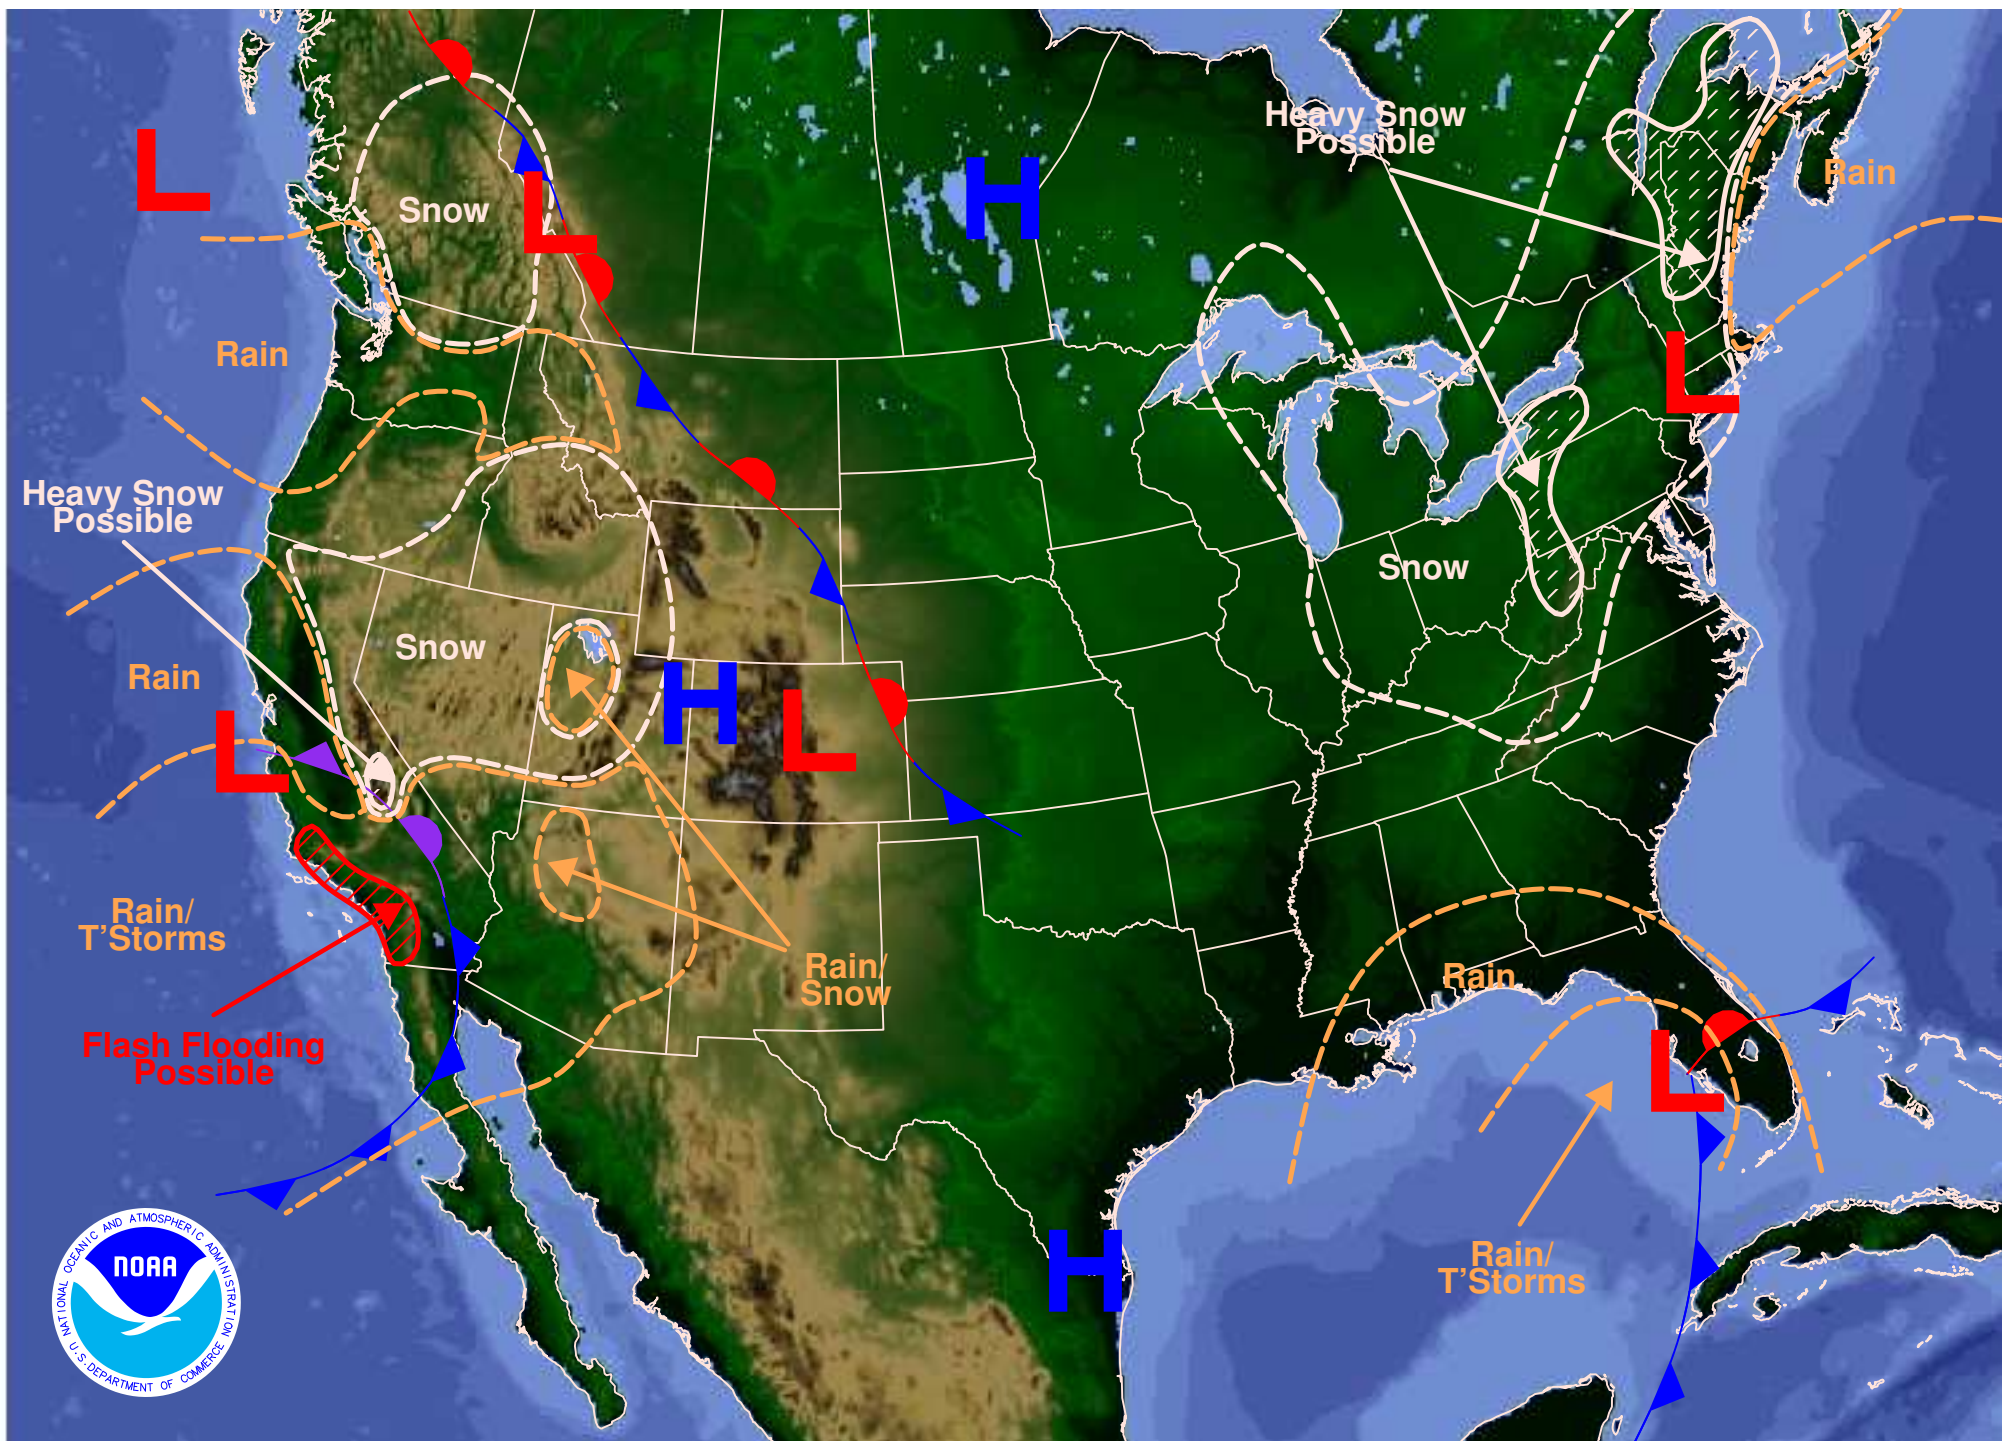 L
Snow
L
H
Heavy Snow
Possible
Rain
Rain
L
Heavy Snow
Possible
Snow
Rain
Snow
H
L
L
Rain/
T'Storms
Rain/
Snow
Rain
Flash Flooding
Possible
L
H
Rain/
T'Storms
NATIONAL OCEANIC AND ATMOSPHERIC ADMINISTRATION
NOAA
U.S. DEPARTMENT OF COMMERCE